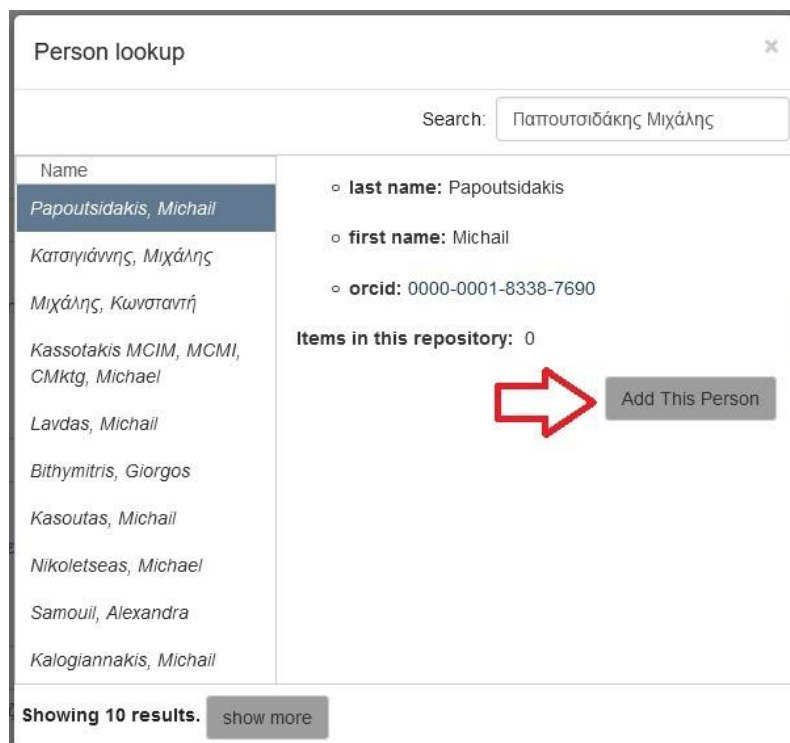 Person lookup
×
Search: Παπουτσιδάκης Μιχάλης
Name
Papoutsidakis, Michail
Κατσιγιάννης, Μιχάλης
Μιχάλης, Κωνσταντή
Kassotakis MCIM, MCMI,
CMktg, Michael
Lavdas, Michail
Bithymitris, Giorgos
Kasoutas, Michail
Nikoletseas, Michael
Samouil, Alexandra
Kalogiannakis, Michail
last name: Papoutsidakis
first name: Michail
orcid: 0000-0001-8338-7690
Items in this repository: 0
Add This Person
Showing 10 results. show more